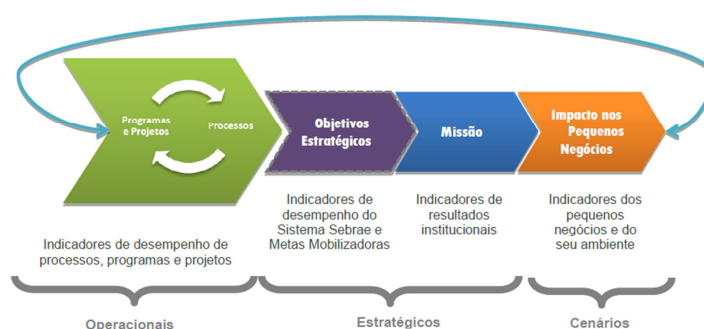 Programas
e Projetos
Processos
Objetivos
Estratégicos
Missão
Impacto nos
Pequenos
Negócios
Indicadores de desempenho de
processos, programas e projetos
Indicadores de
desempenho do
Sistema Sebrae e
Metas Mobilizadoras
Indicadores de
resultados
institucionais
Indicadores dos
pequenos
negócios e do
seu ambiente
Operacionais
Estratégicos
Cenários